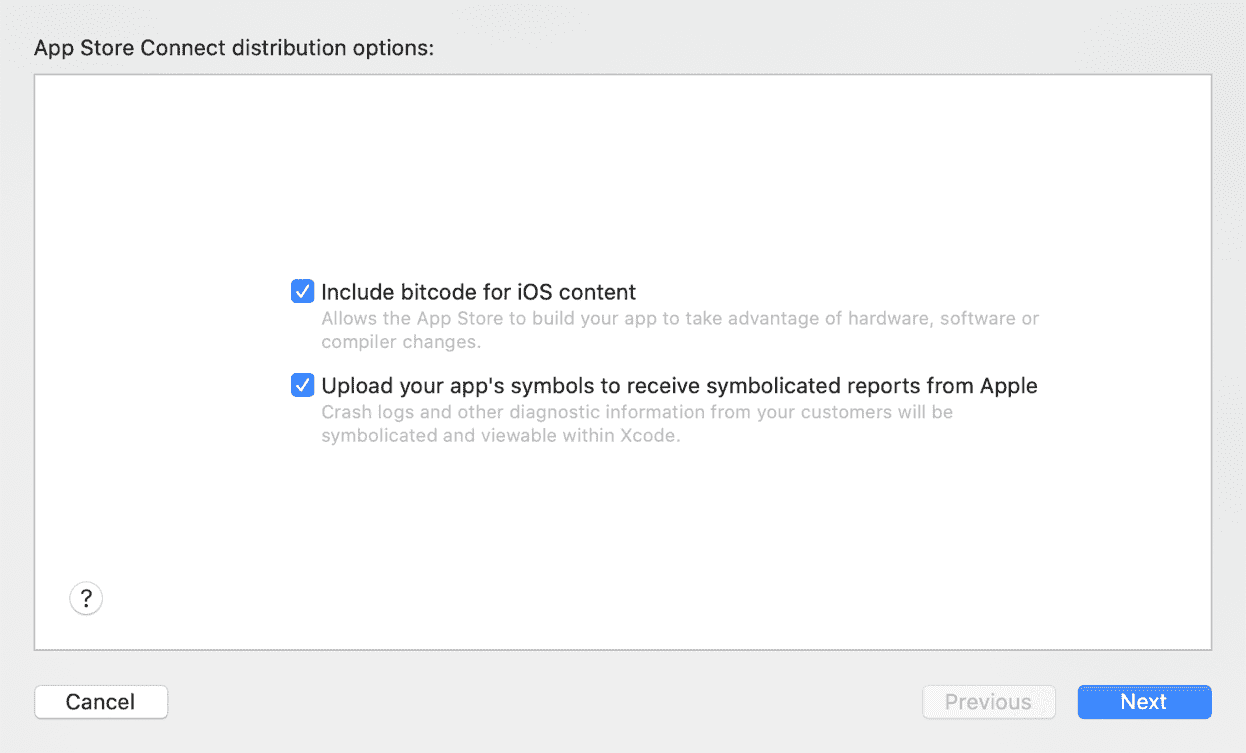 App Store Connect distribution options:
Include bitcode for iOS content
Allows the App Store to build your app to take advantage of hardware, software or
compiler changes.
Upload your app's symbols to receive symbolicated reports from Apple
Crash logs and other diagnostic information from your customers will be
symbolicated and viewable within Xcode.
?
Cancel
Previous
Next